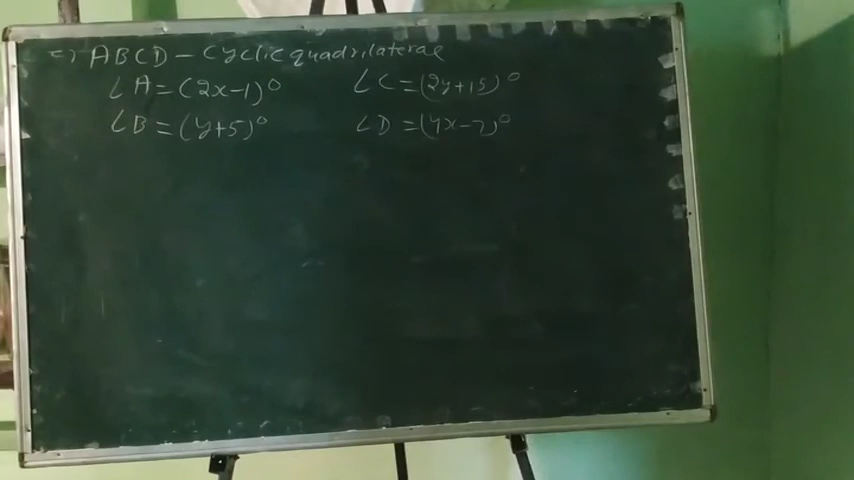 => ABCD - Cyclic quadrilateral
∠A = (2x-1)° ∠C = (2y+15)°
∠B = (y+5)° ∠D = (4x-7)°